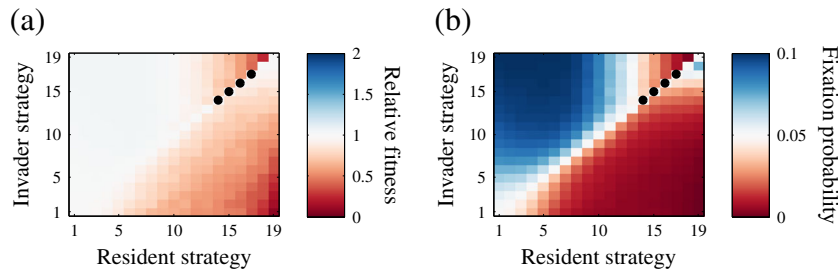 (a)
Invader strategy
19
15
10
5
1
1 5 10 15 19
Resident strategy
2
1.5
1
0.5
0
Relative fitness
(b)
Invader strategy
19
15
10
5
1
1 5 10 15 19
Resident strategy
0.1
0.05
0
Fixation probability